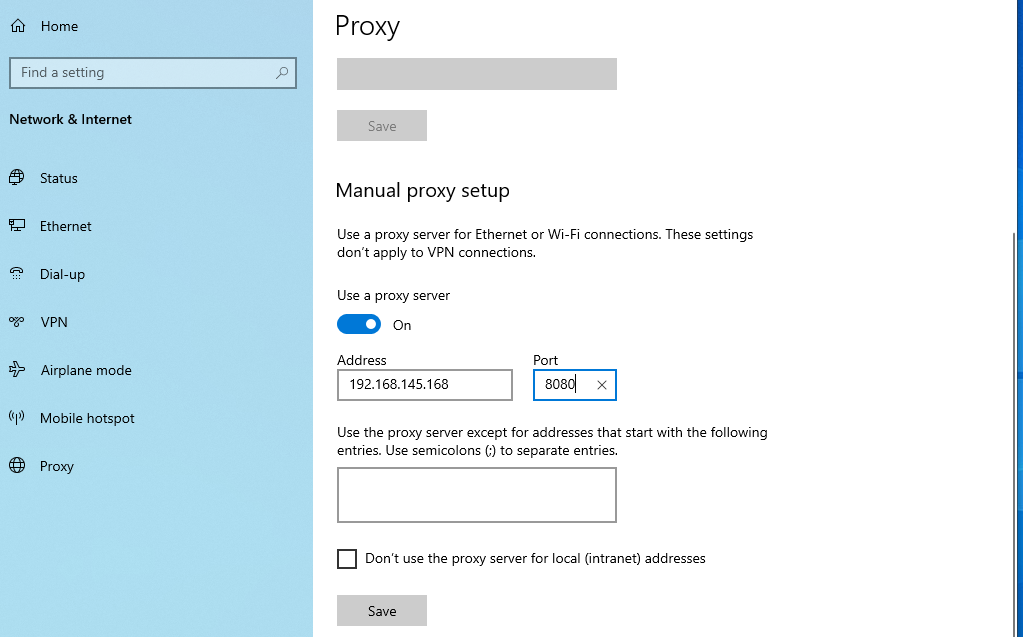 Home
Find a setting
Network & Internet
Status
Ethernet
Dial-up
VPN
Airplane mode
Mobile hotspot
Proxy
Proxy
Save
Manual proxy setup
Use a proxy server for Ethernet or Wi-Fi connections. These settings
don't apply to VPN connections.
Use a proxy server
On
Address Port
192.168.145.168 8080
Use the proxy server except for addresses that start with the following
entries. Use semicolons (;) to separate entries.
Don't use the proxy server for local (intranet) addresses
Save